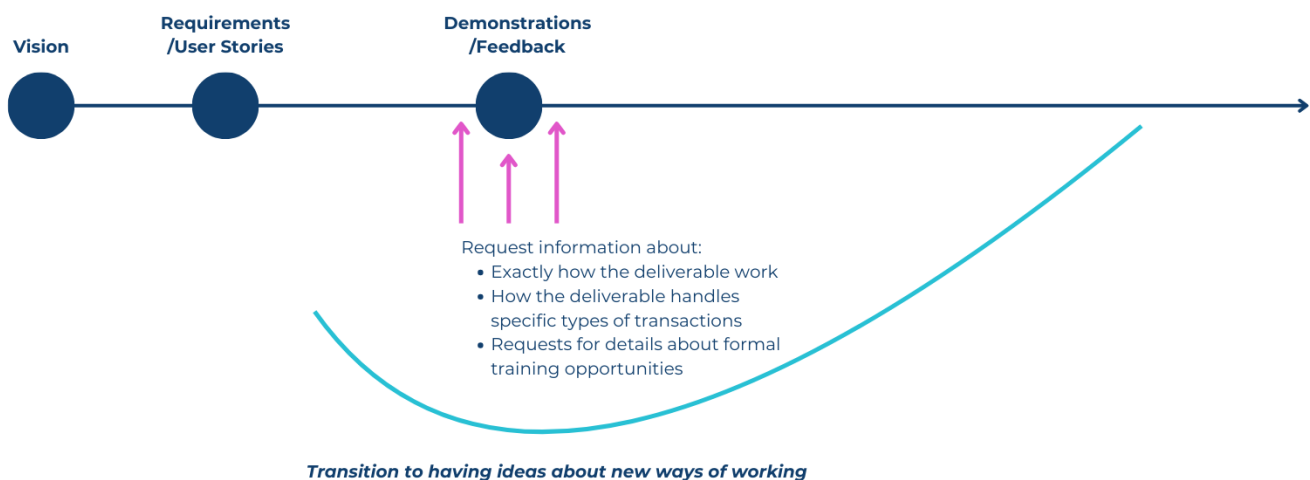 Vision
Requirements
/User Stories
Demonstrations
/Feedback
Request information about:
• Exactly how the deliverable work
• How the deliverable handles
specific types of transactions
• Requests for details about formal
training opportunities
Transition to having ideas about new ways of working